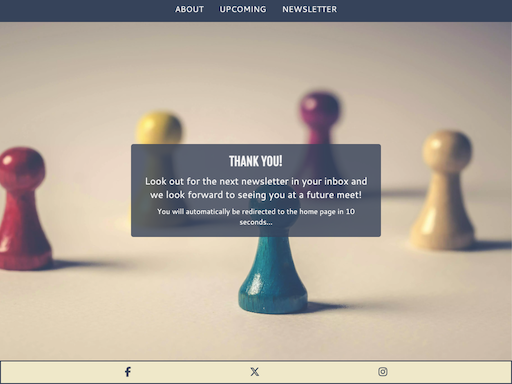 ABOUT UPCOMING NEWSLETTER
THANK YOU!
Look out for the next newsletter in your inbox and
we look forward to seeing you at a future meet!
You will automatically be redirected to the home page in 10
seconds...